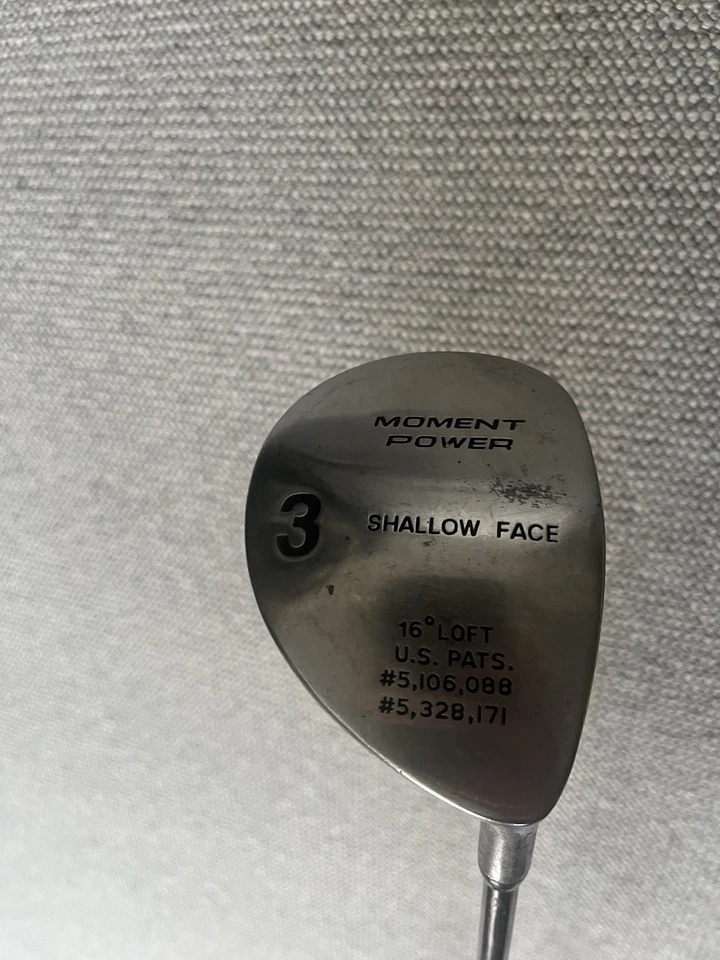 MOMENT
POWER
3
SHALLOW FACE
16° LOFT
U.S. PATS.
#5,106,088
#5,328,171